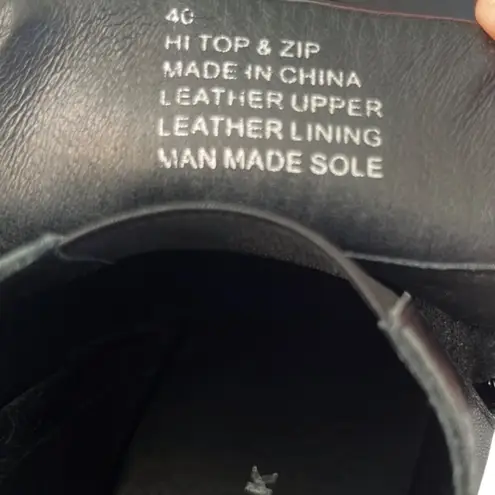 40
HI TOP & ZIP
MADE IN CHINA
LEATHER UPPER
LEATHER LINING
MAN MADE SOLE